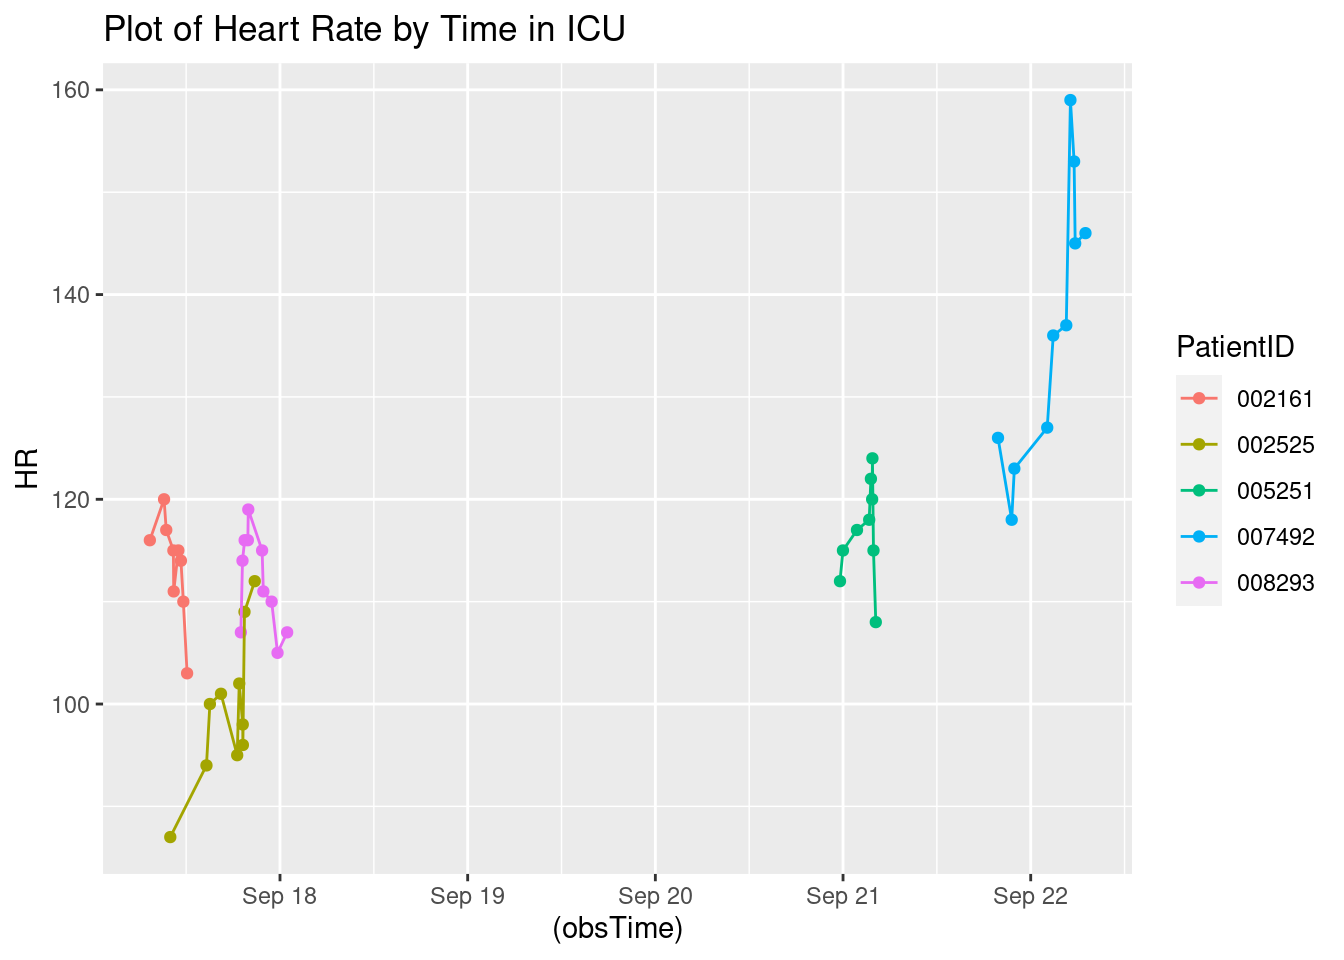 Plot of Heart Rate by Time in ICU
160
140
120
100
HR
Sep 18
Sep 19
Sep 20
Sep 21
Sep 22
(obsTime)
PatientID
002161
002525
005251
007492
008293